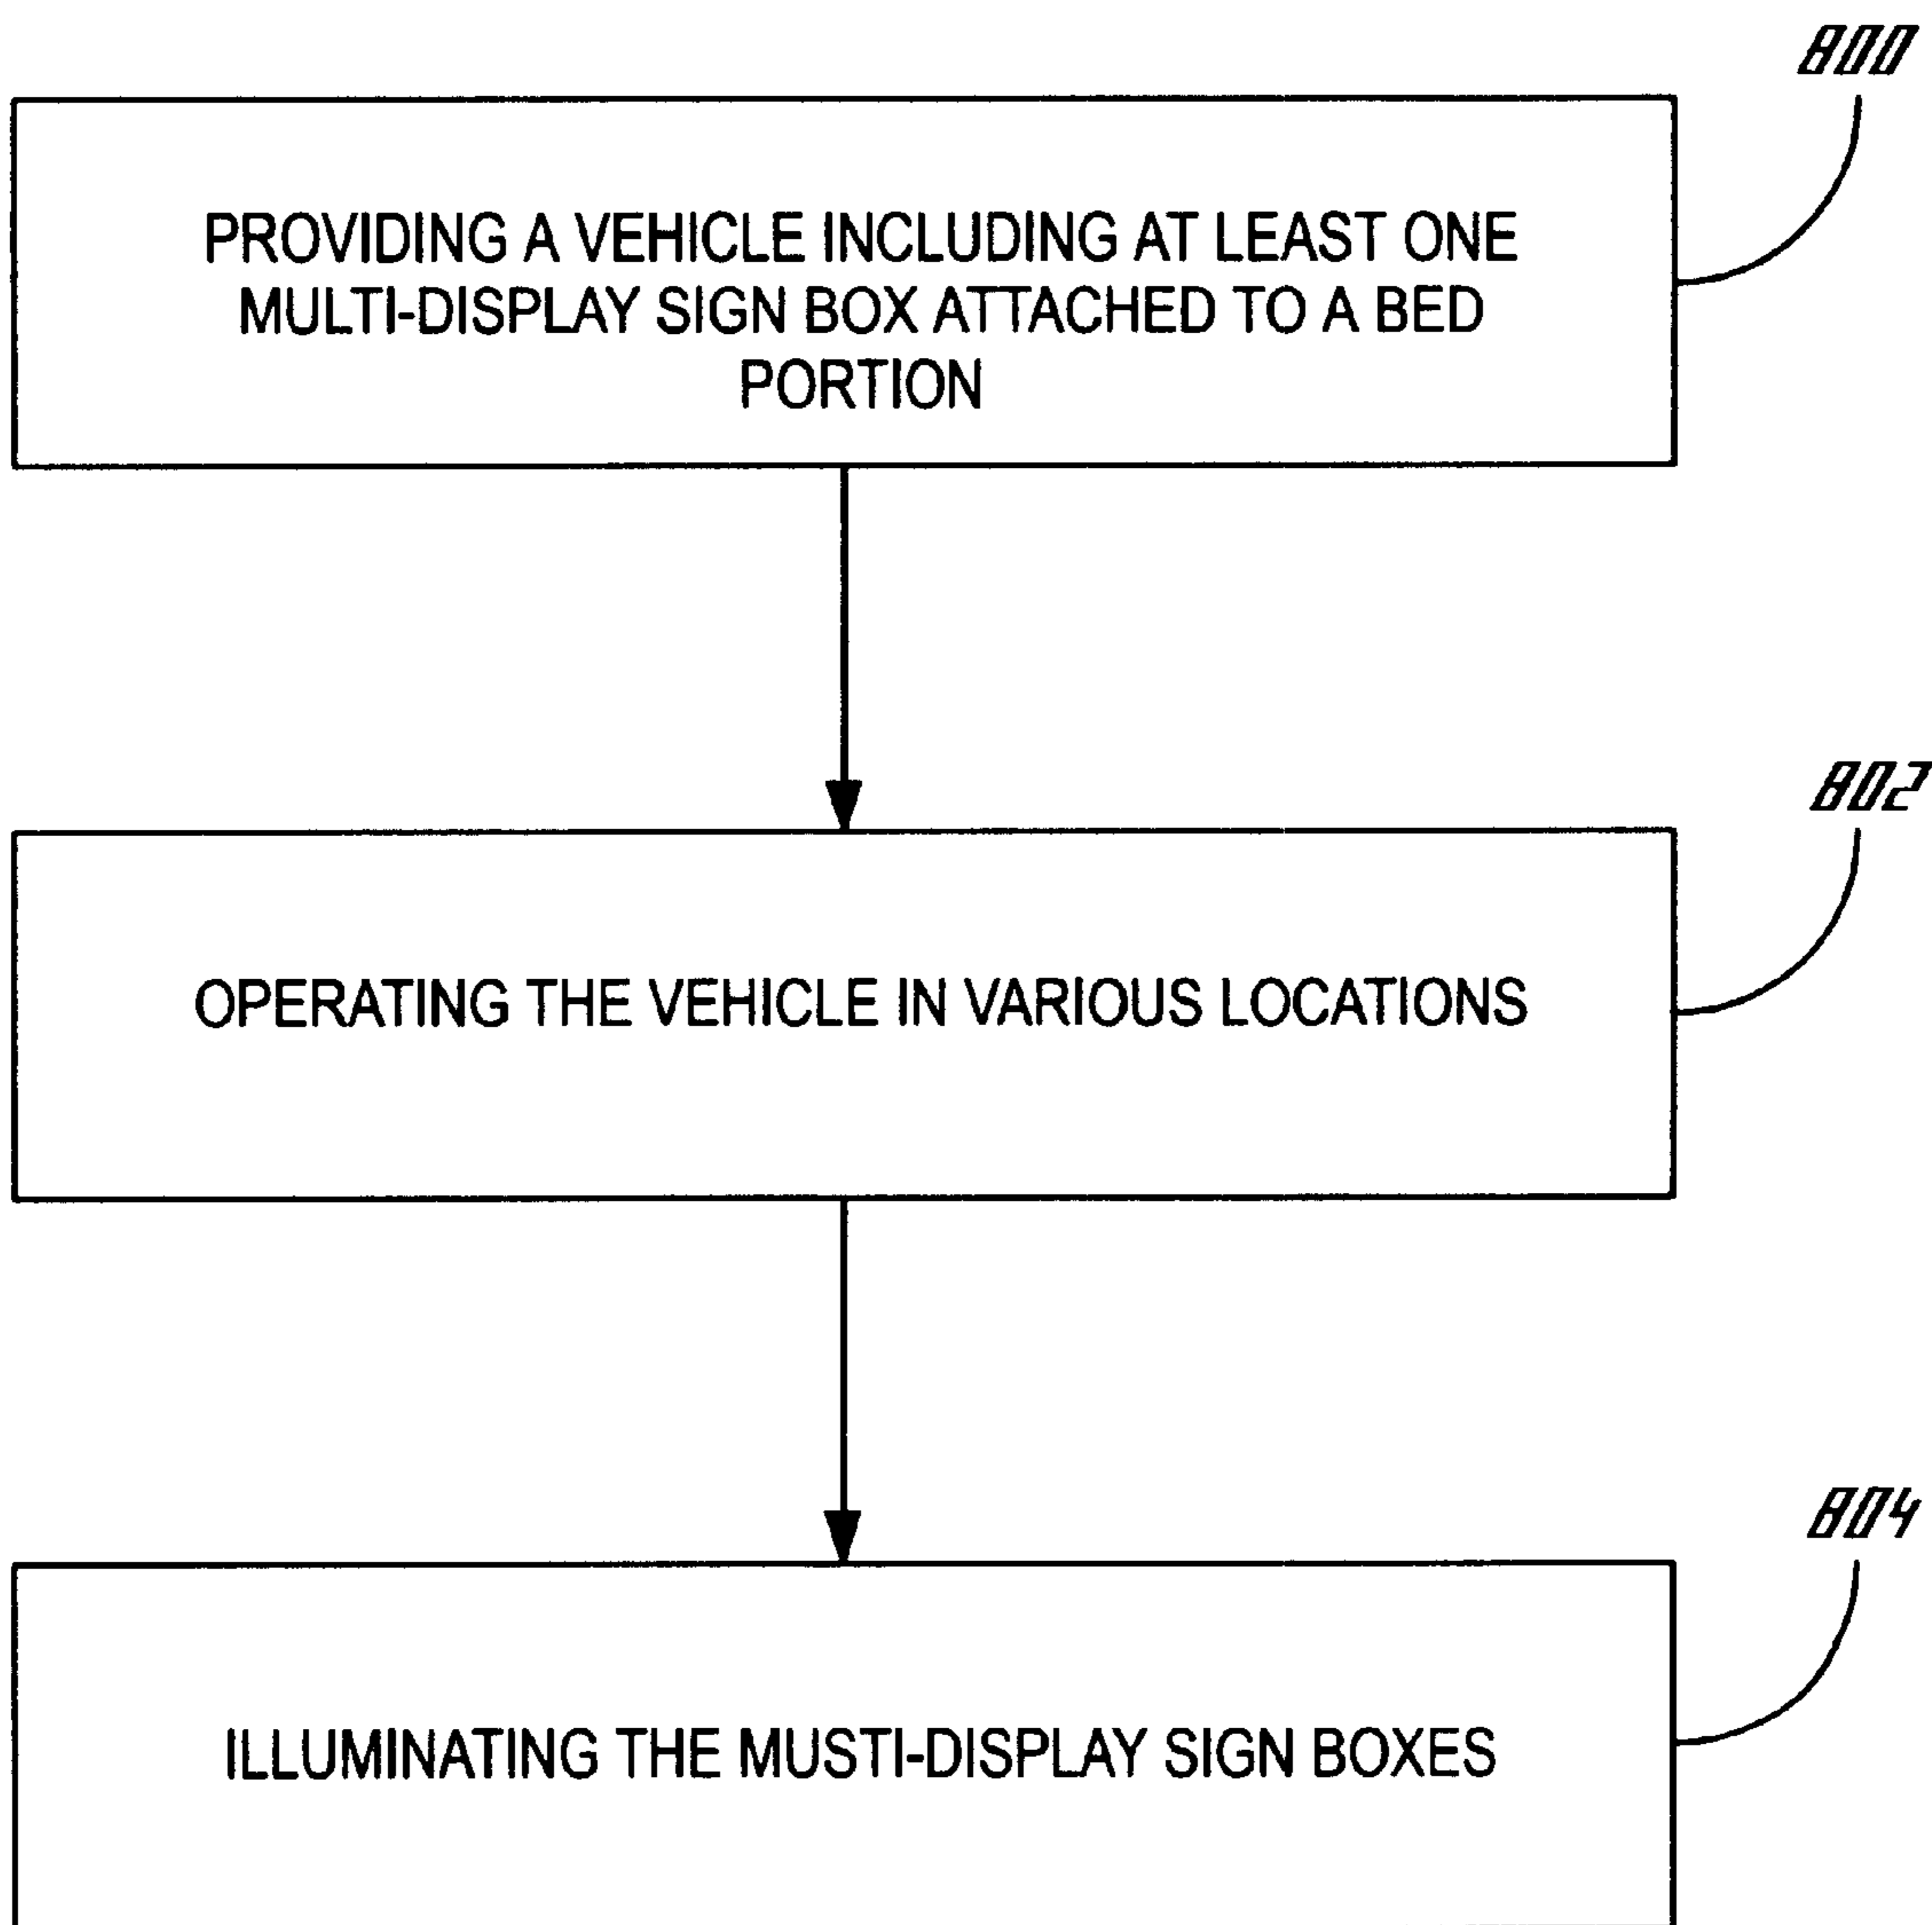 800
PROVIDING A VEHICLE INCLUDING AT LEAST ONE
MULTI-DISPLAY SIGN BOX ATTACHED TO A BED
PORTION
802
OPERATING THE VEHICLE IN VARIOUS LOCATIONS
804
ILLUMINATING THE MUSTI-DISPLAY SIGN BOXES